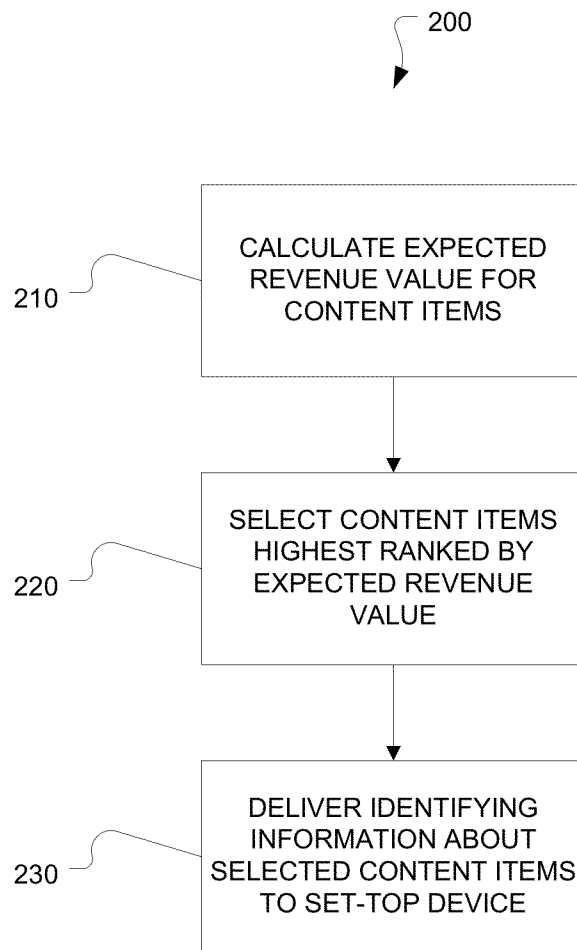 200
CALCULATE EXPECTED
REVENUE VALUE FOR
CONTENT ITEMS
210
SELECT CONTENT ITEMS
HIGHEST RANKED BY
EXPECTED REVENUE
VALUE
220
DELIVER IDENTIFYING
INFORMATION ABOUT
SELECTED CONTENT ITEMS
TO SET-TOP DEVICE
230